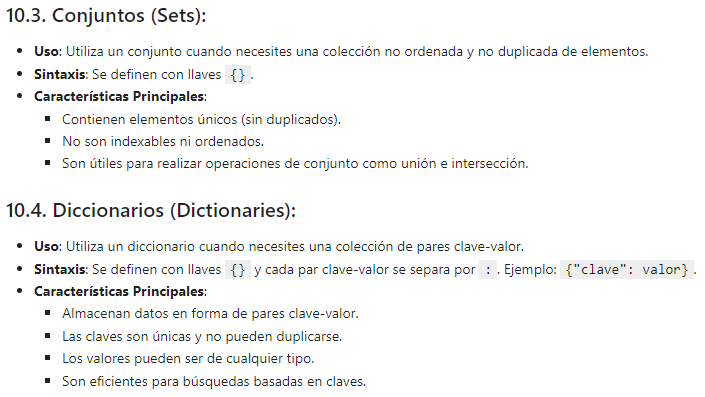 10.3. Conjuntos (Sets):
• Uso: Utiliza un conjunto cuando necesites una colección no ordenada y no duplicada de elementos.
• Sintaxis: Se definen con llaves {} .
• Características Principales:
▪ Contienen elementos únicos (sin duplicados).
▪ No son indexables ni ordenados.
▪ Son útiles para realizar operaciones de conjunto como unión e intersección.
10.4. Diccionarios (Dictionaries):
• Uso: Utiliza un diccionario cuando necesites una colección de pares clave-valor.
• Sintaxis: Se definen con llaves {} y cada par clave-valor se separa por : . Ejemplo: {"clave": valor} .
• Características Principales:
▪ Almacenan datos en forma de pares clave-valor.
▪ Las claves son únicas y no pueden duplicarse.
▪ Los valores pueden ser de cualquier tipo.
▪ Son eficientes para búsquedas basadas en claves.